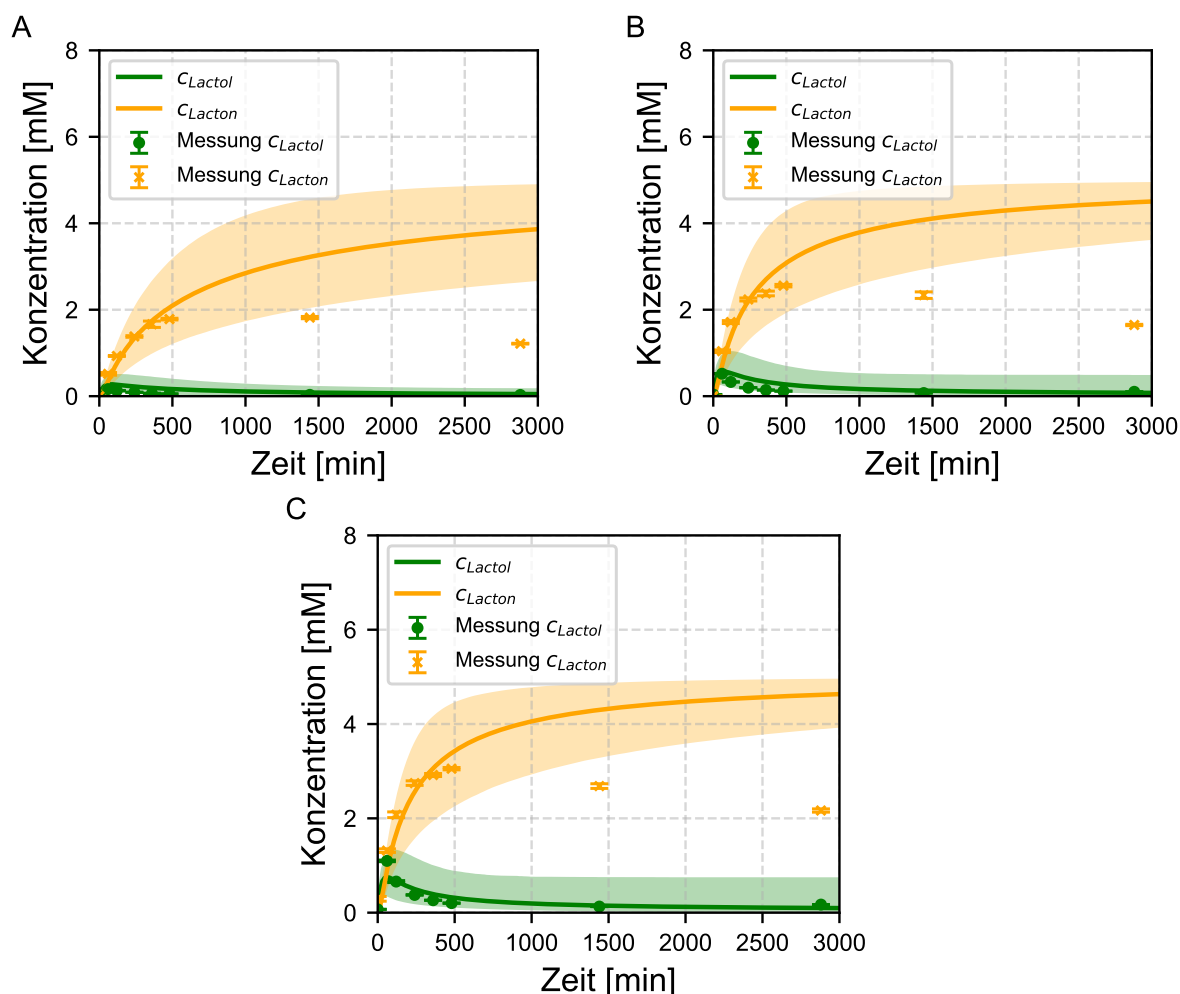 A
8
6
4
2
0
Konzentration [mM]
c_Lactol
c_Lacton
Messung c_Lactol
Messung c_Lacton
0 500 1000 1500 2000 2500 3000
Zeit [min]
B
8
6
4
2
0
Konzentration [mM]
c_Lactol
c_Lacton
Messung c_Lactol
Messung c_Lacton
0 500 1000 1500 2000 2500 3000
Zeit [min]
C
8
6
4
2
0
Konzentration [mM]
c_Lactol
c_Lacton
Messung c_Lactol
Messung c_Lacton
0 500 1000 1500 2000 2500 3000
Zeit [min]